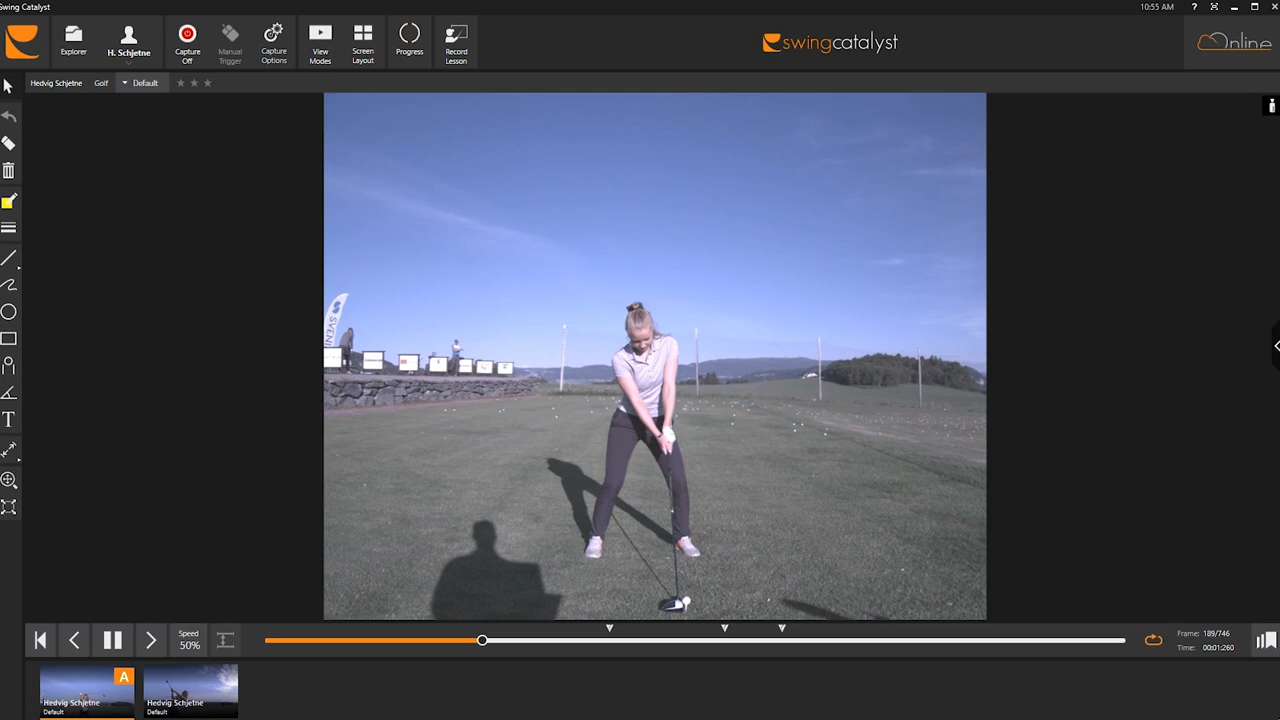 Swing Catalyst
10:55 AM
?
Explorer
H. Schjetne
Capture
Off
Manual
Trigger
Capture
Options
View
Modes
Screen
Layout
Progress
Record
Lesson
swingcatalyst
Online
Hedvig Schjetne
Golf
Default
T
Speed
50%
Frame: 189/746
Time: 00:01:260
A
Hedvig Schjetne
Default
Hedvig Schjetne
Default